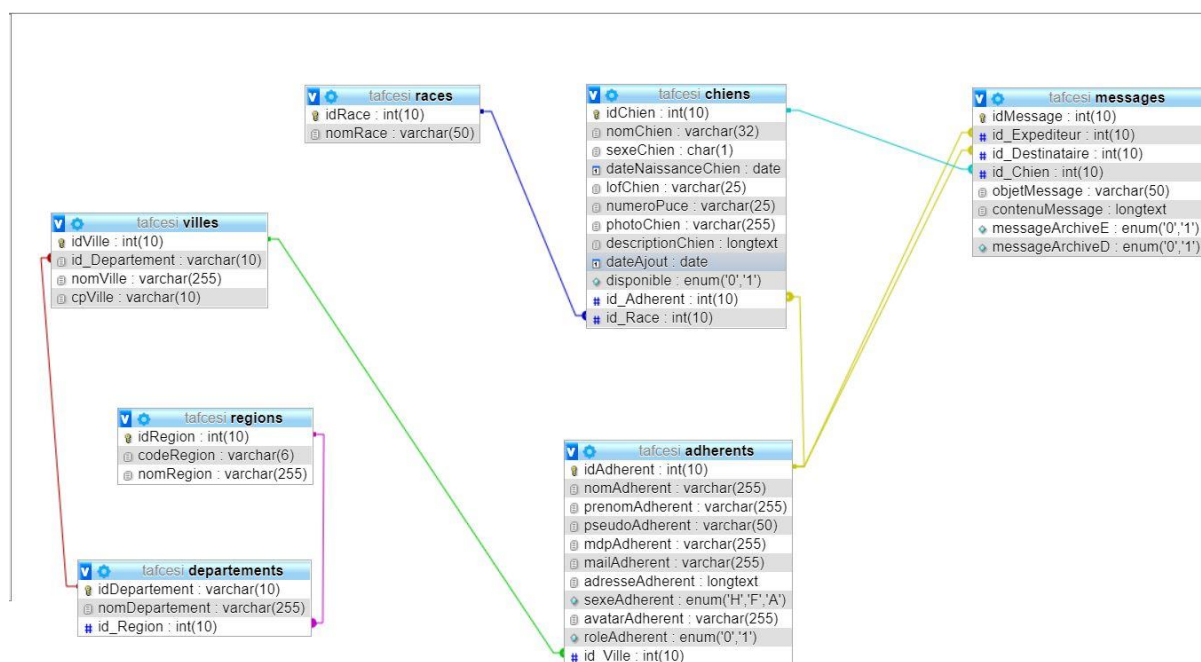 tafcesi races
idRace : int(10)
nomRace : varchar(50)
tafcesi chiens
idChien : int(10)
nomChien : varchar(32)
sexeChien : char(1)
dateNaissanceChien : date
lofChien : varchar(25)
numeroPuce : varchar(25)
photoChien : varchar(255)
descriptionChien : longtext
dateAjout : date
disponible : enum('0','1')
id_Adherent : int(10)
id_Race : int(10)
tafcesi messages
idMessage : int(10)
id_Expediteur : int(10)
id_Destinataire : int(10)
id_Chien : int(10)
objetMessage : varchar(50)
contenuMessage : longtext
messageArchiveE : enum('0','1')
messageArchiveD : enum('0','1')
tafcesi villes
idVille : int(10)
id_Departement : varchar(10)
nomVille : varchar(255)
cpVille : varchar(10)
tafcesi regions
idRegion : int(10)
codeRegion : varchar(6)
nomRegion : varchar(255)
tafcesi departements
idDepartement : varchar(10)
nomDepartement : varchar(255)
id_Region : int(10)
tafcesi adherents
idAdherent : int(10)
nomAdherent : varchar(255)
prenomAdherent : varchar(255)
pseudoAdherent : varchar(50)
mdpAdherent : varchar(255)
mailAdherent : varchar(255)
adresseAdherent : longtext
sexeAdherent : enum('H','F','A')
avatarAdherent : varchar(255)
roleAdherent : enum('0','1')
id_Ville : int(10)